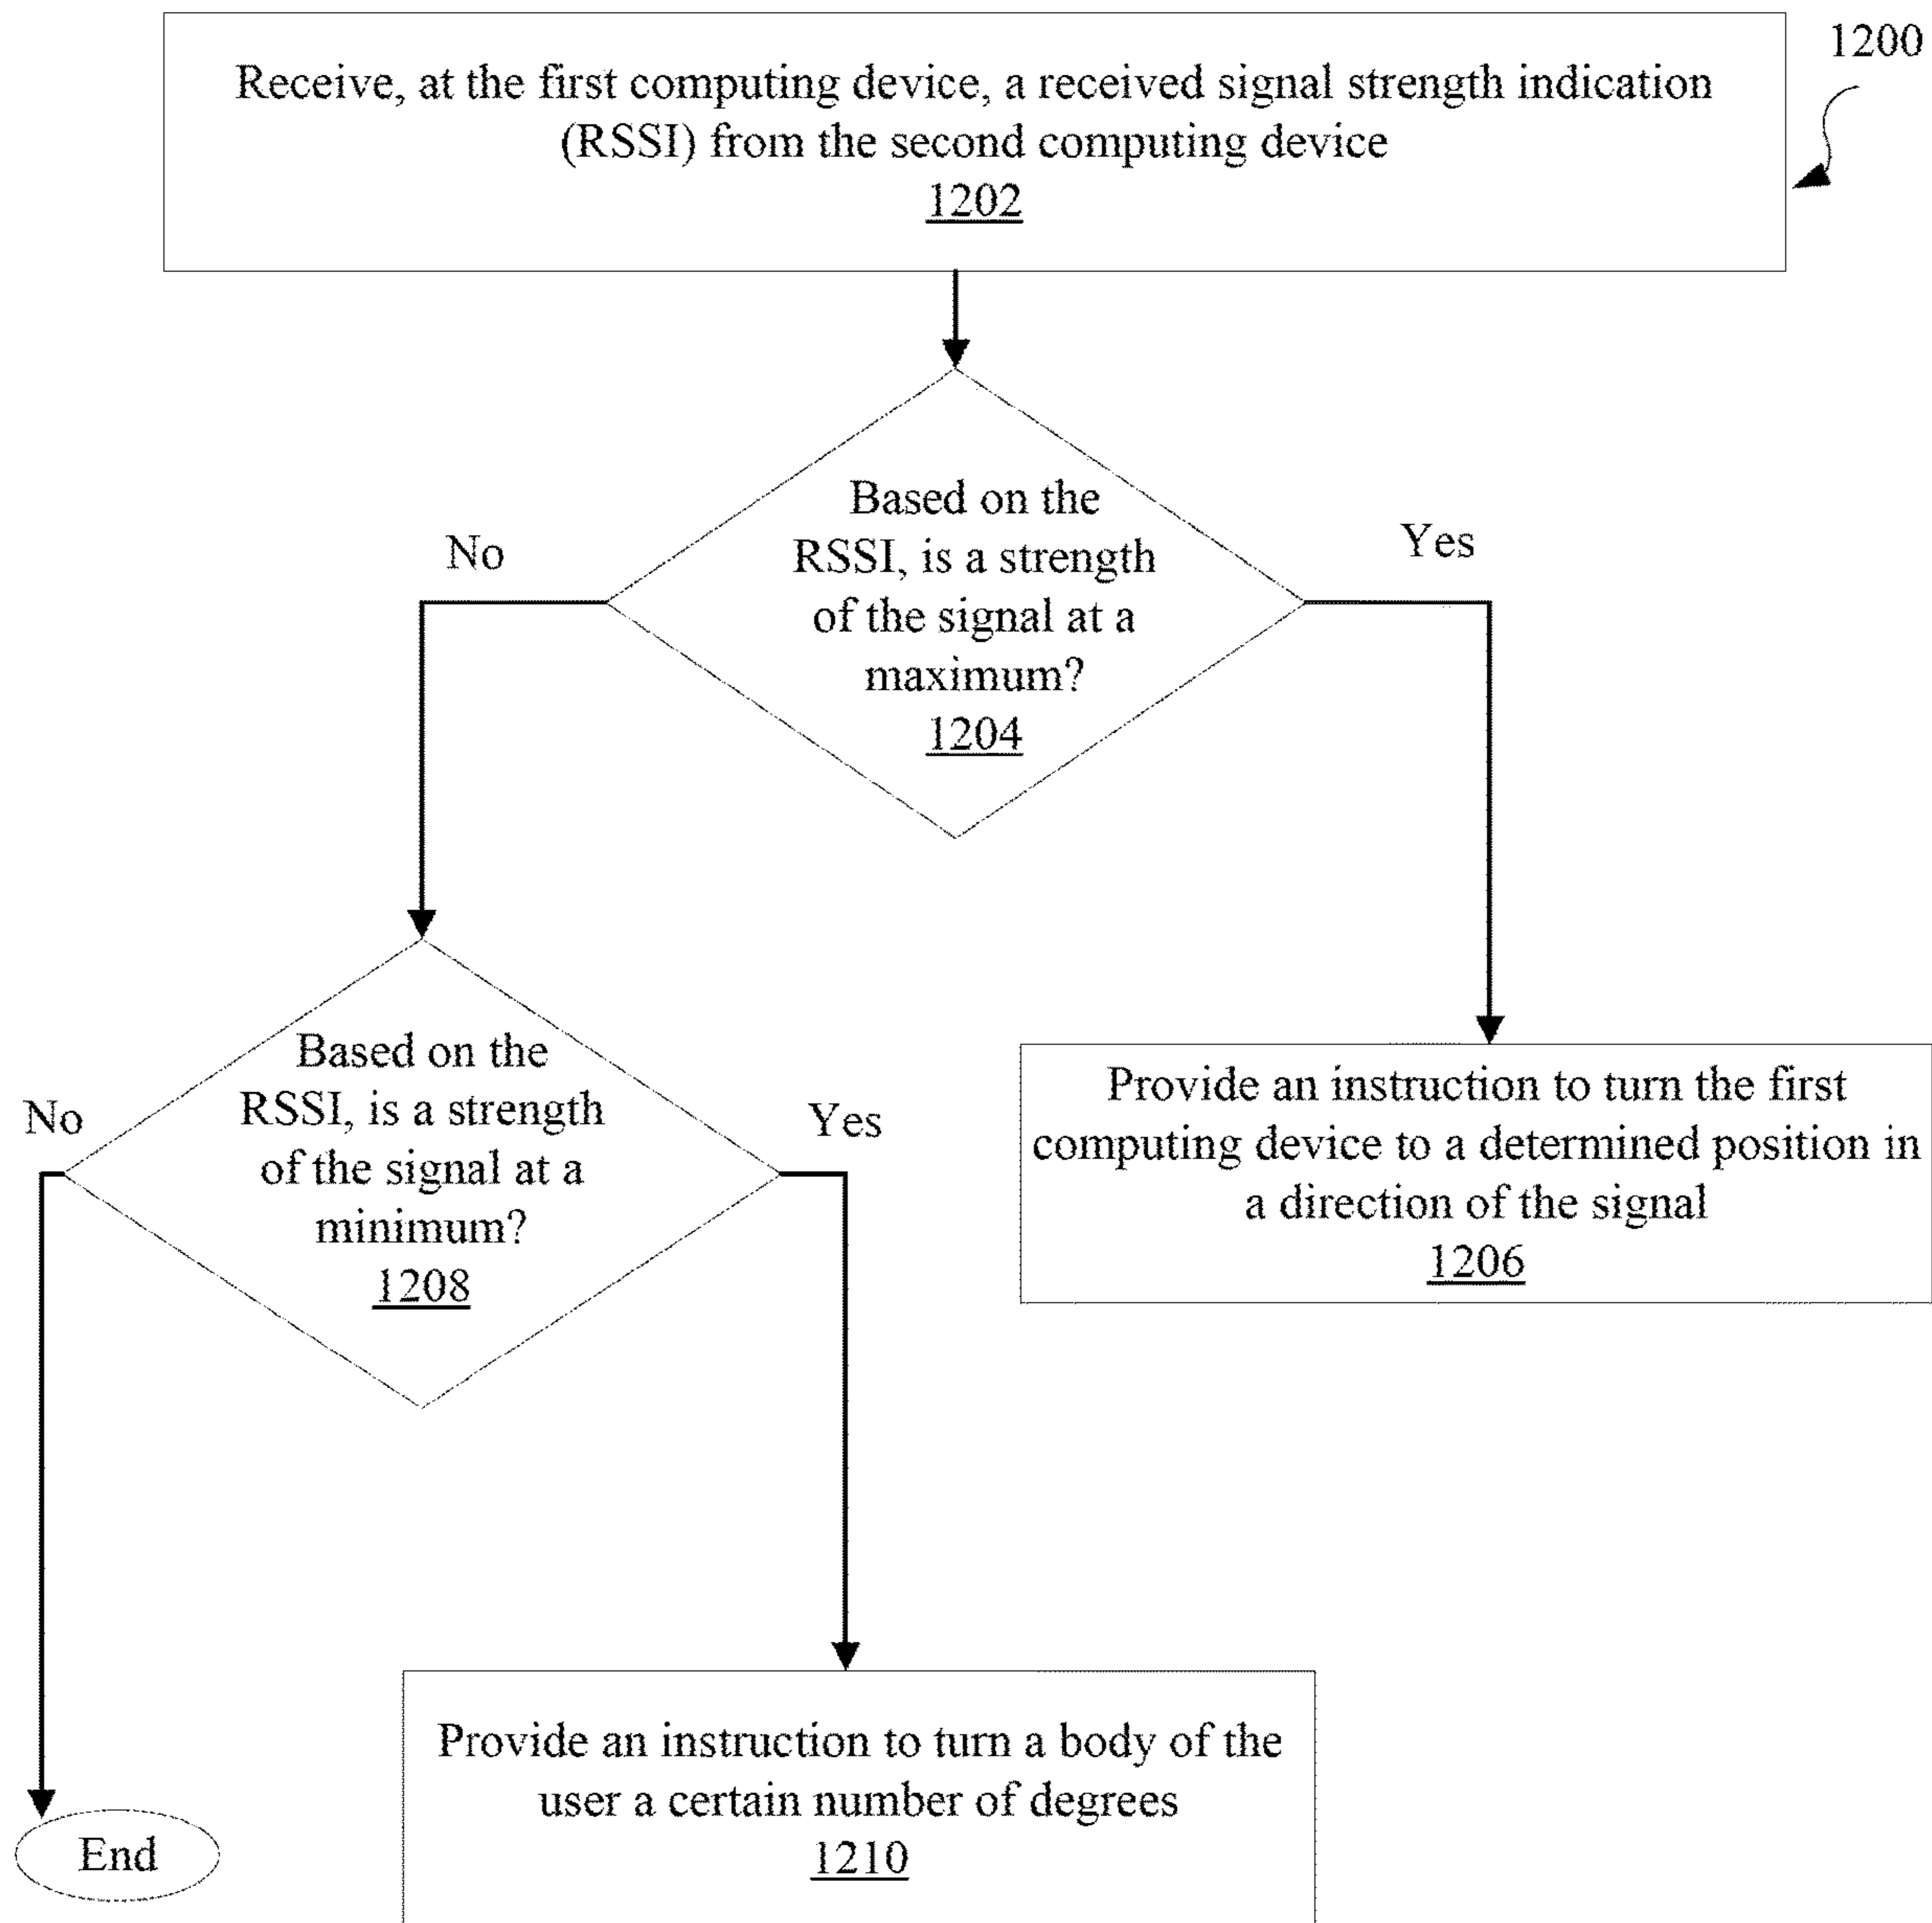 1200
Receive, at the first computing device, a received signal strength indication
(RSSI) from the second computing device
1202
Based on the
RSSI, is a strength
of the signal at a
maximum?
1204
No
Yes
Based on the
RSSI, is a strength
of the signal at a
minimum?
1208
No
Yes
Provide an instruction to turn the first
computing device to a determined position in
a direction of the signal
1206
Provide an instruction to turn a body of the
user a certain number of degrees
1210
End